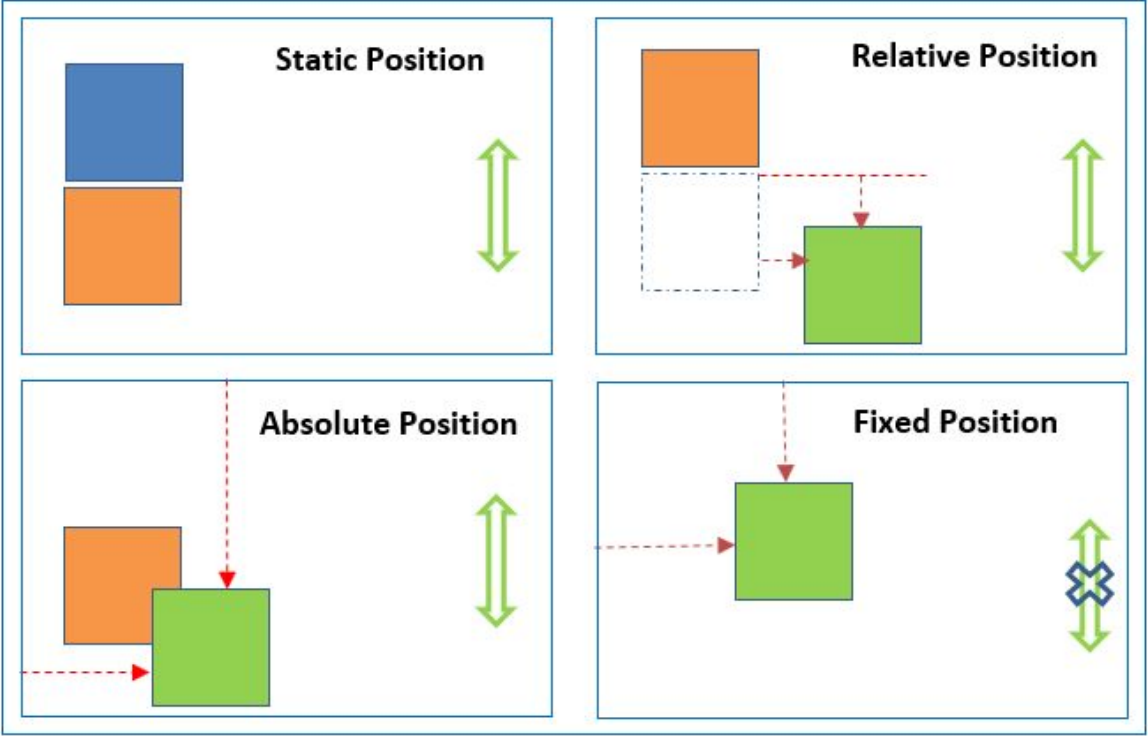 Static Position
Relative Position
Absolute Position
Fixed Position